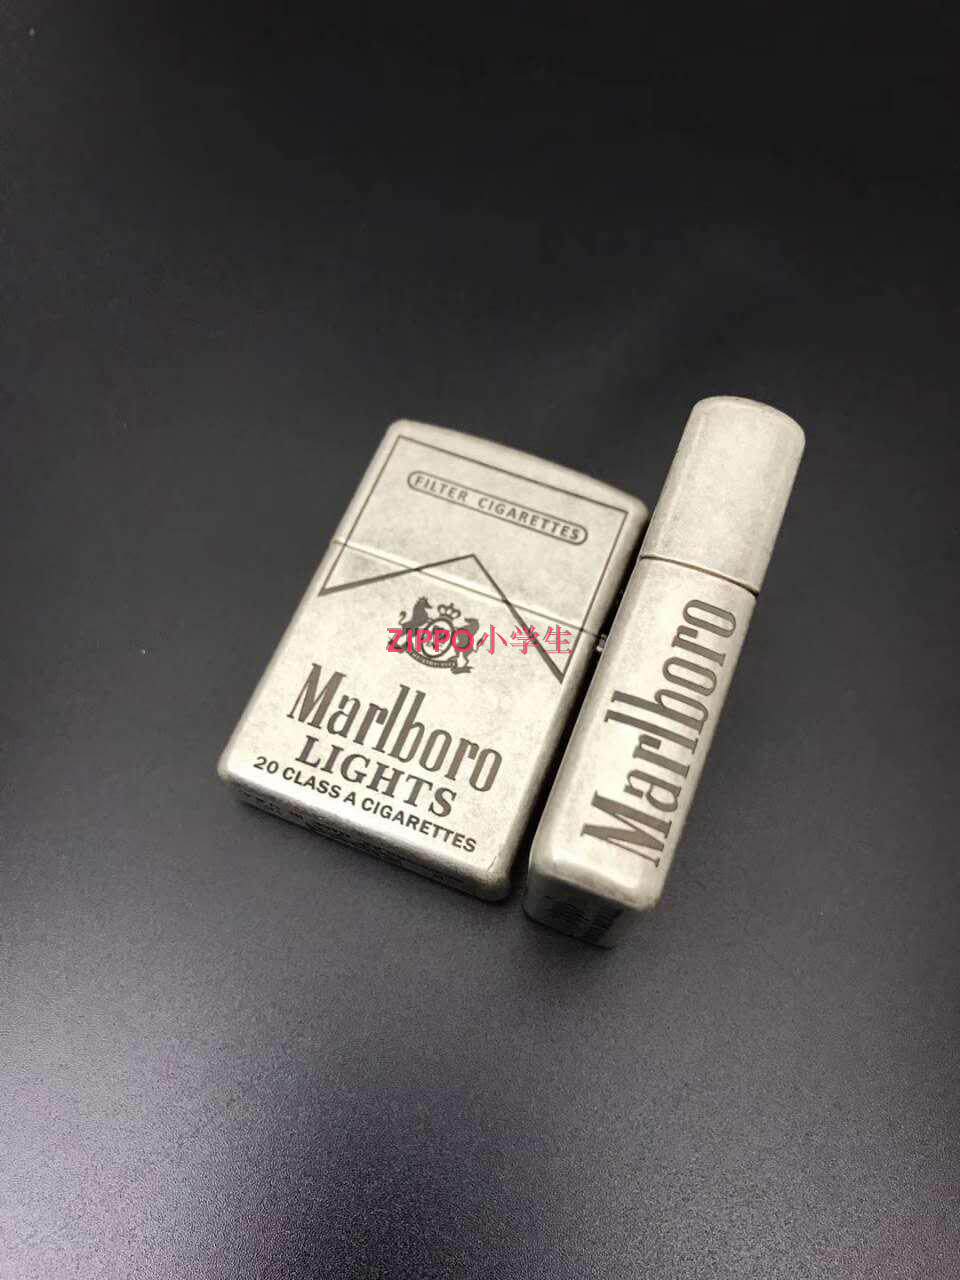 FILTER CIGARETTES
ZIPPO小学生
Marlboro
LIGHTS
20 CLASS A CIGARETTES
Marlboro